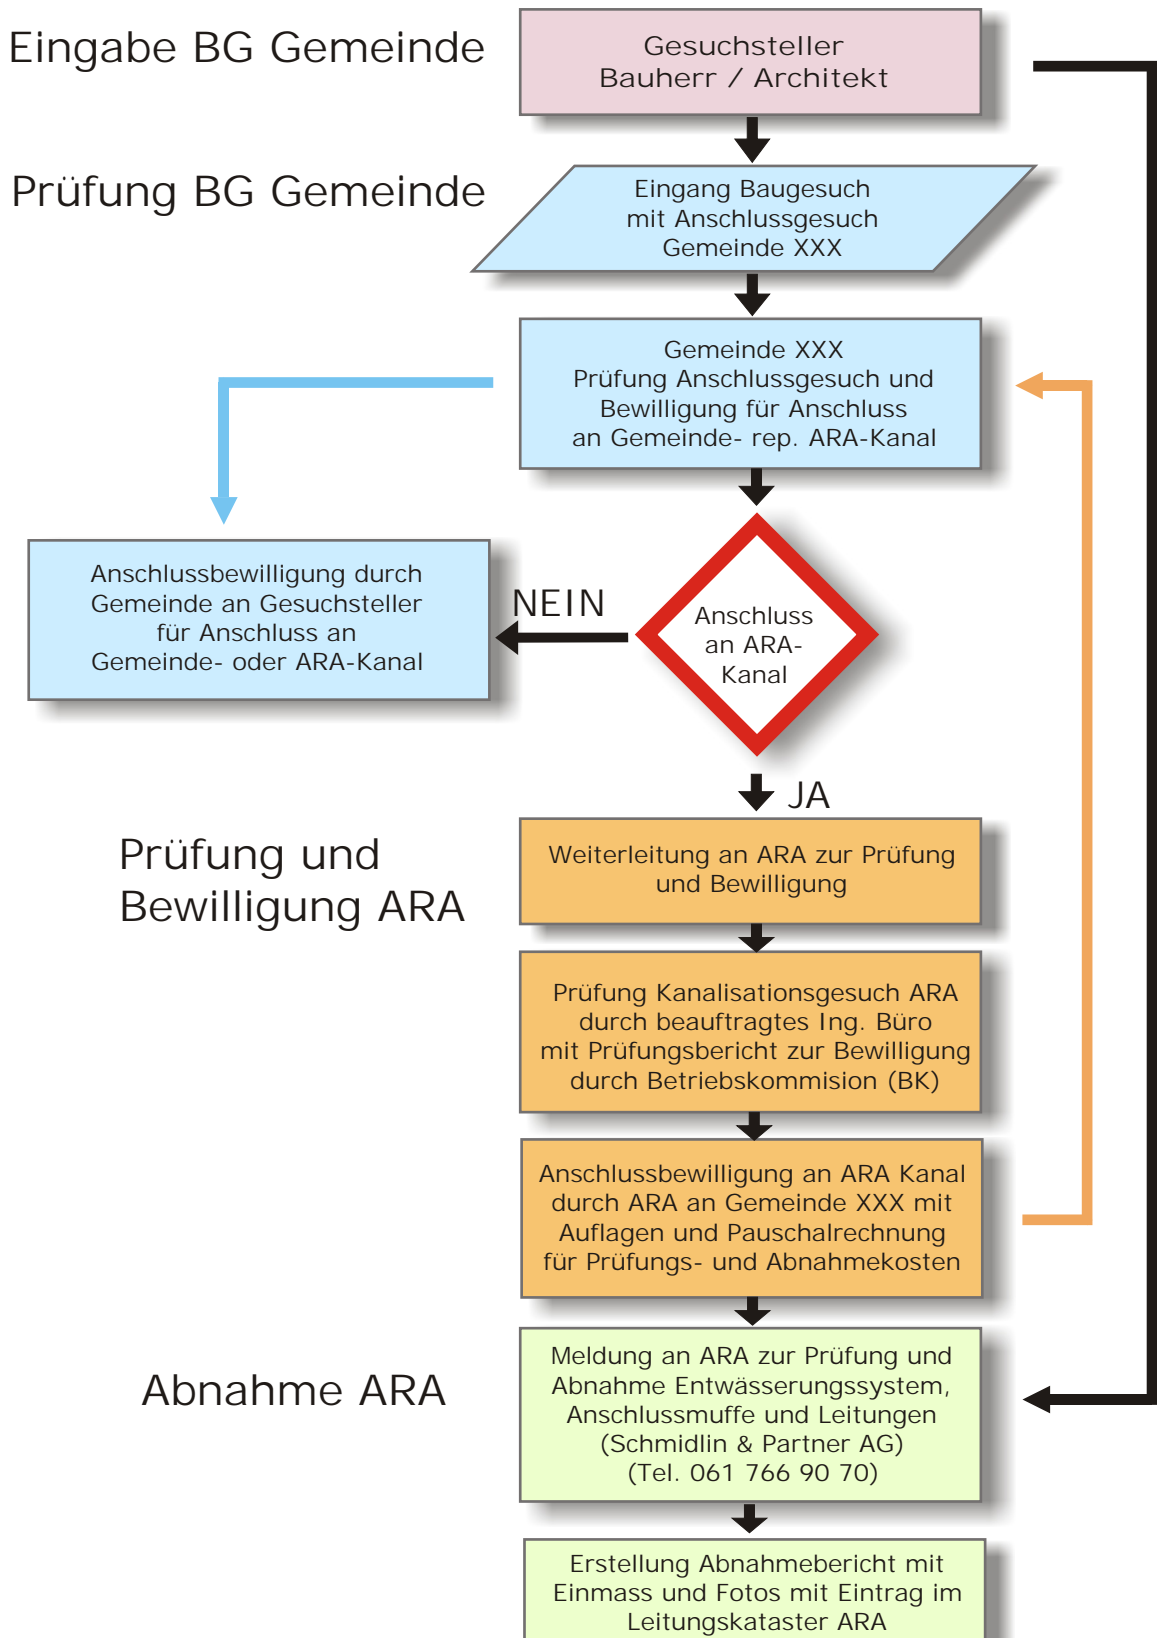 Eingabe BG Gemeinde
Gesuchsteller
Bauherr / Architekt
Prüfung BG Gemeinde
Eingang Baugesuch
mit Anschlussgesuch
Gemeinde XXX
Gemeinde XXX
Prüfung Anschlussgesuch und
Bewilligung für Anschluss
an Gemeinde- rep. ARA-Kanal
Anschlussbewilligung durch
Gemeinde an Gesuchsteller
für Anschluss an
Gemeinde- oder ARA-Kanal
NEIN
Anschluss
an ARA-
Kanal
JA
Prüfung und
Bewilligung ARA
Weiterleitung an ARA zur Prüfung
und Bewilligung
Prüfung Kanalisationsgesuch ARA
durch beauftragtes Ing. Büro
mit Prüfungsbericht zur Bewilligung
durch Betriebskommision (BK)
Anschlussbewilligung an ARA Kanal
durch ARA an Gemeinde XXX mit
Auflagen und Pauschalrechnung
für Prüfungs- und Abnahmekosten
Abnahme ARA
Meldung an ARA zur Prüfung und
Abnahme Entwässerungssystem,
Anschlussmuffe und Leitungen
(Schmidlin & Partner AG)
(Tel. 061 766 90 70)
Erstellung Abnahmebericht mit
Einmass und Fotos mit Eintrag im
Leitungskataster ARA